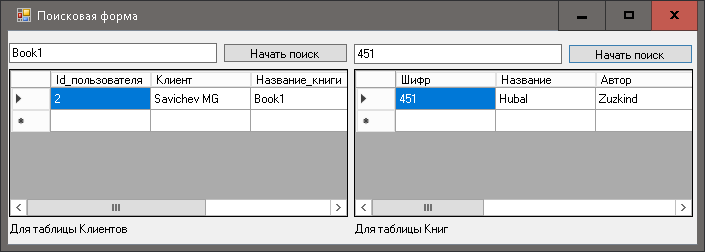 Поисковая форма
Book1 Начать поиск 451 Начать поиск
Id_пользователя Клиент Название_книги Шифр Название Автор
2 Savichev MG Book1 451 Hubal Zuzkind
Для таблицы Клиентов Для таблицы Книг